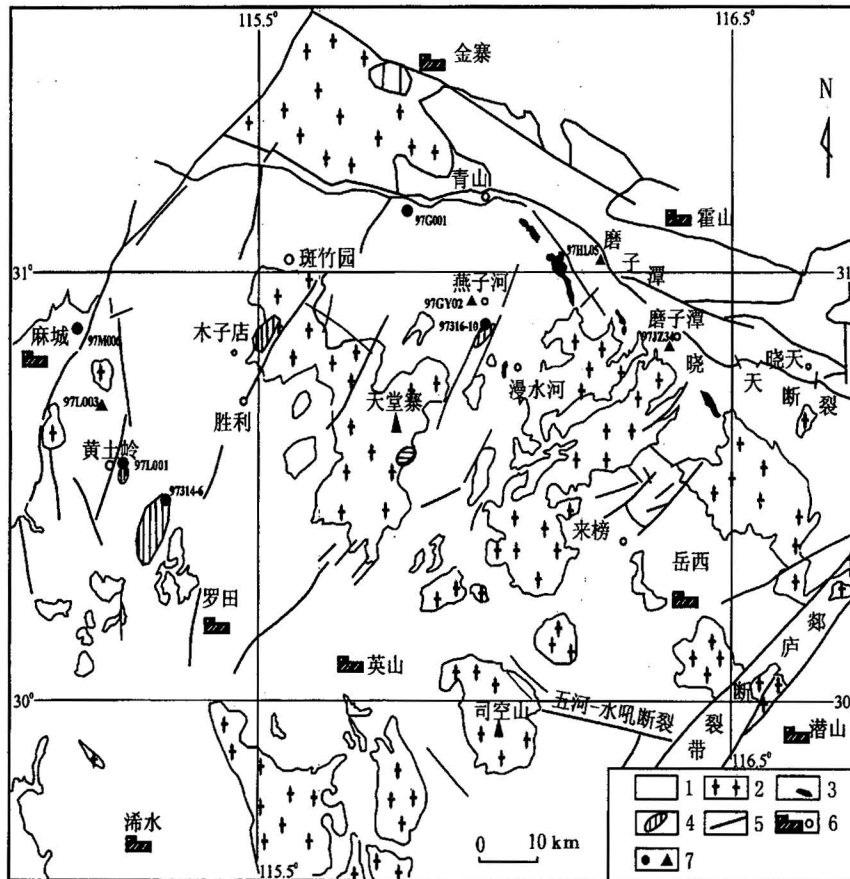 115.5°
116.5°
金寨
N
青山
霍山
97G001
斑竹园
97HL05
磨
子
潭
31°
31
燕子河
97GY02
麻城
97M006
木子店
97316-10
磨子潭
漫水河
晓
天
断
裂
晓天
97L003
胜利
天堂寨
黄土岭
97L001
97314-6
来榜
岳西
罗田
郯
庐
断
裂
带
英山
五河-水吼断裂
30°
30
司空山
潜山
116.5°
浠水
0 10 km
115.5°
1 2 3
4 5 6
7